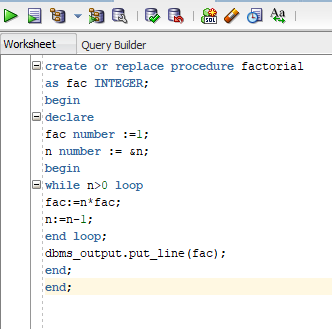 SQL
Worksheet
Query Builder
create or replace procedure factorial
as fac INTEGER;
begin
declare
fac number :=1;
n number := &n;
begin
while n>0 loop
fac:=n*fac;
n:=n-1;
end loop;
dbms_output.put_line(fac);
end;
end;